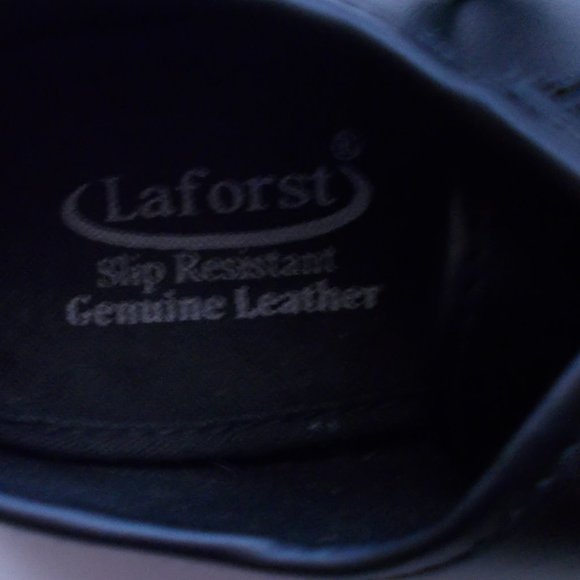 Laforst®
Slip Resistant
Genuine Leather